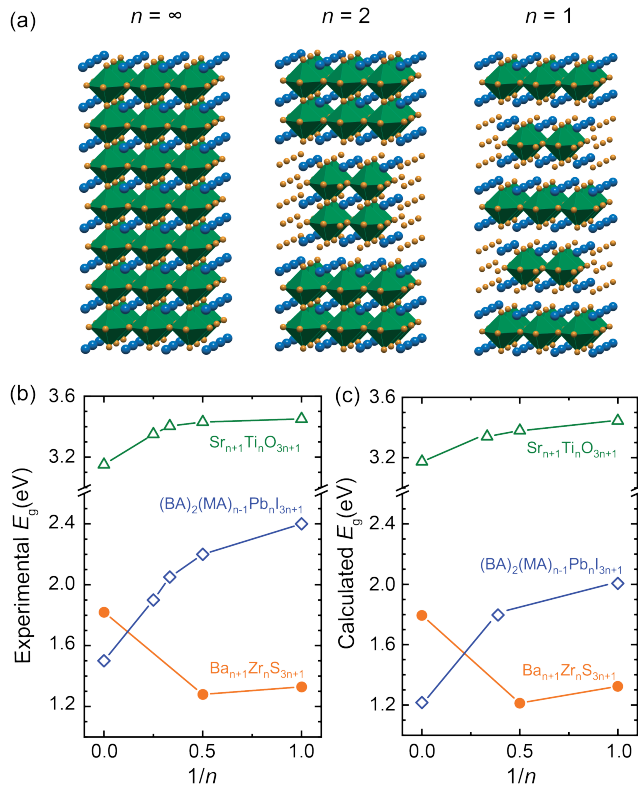 (a)
n = ∞
n = 2
n = 1
(b)
3.6
3.2
2.4
2.0
1.6
1.2
Experimental E_g(eV)
Sr_{n+1}Ti_nO_{3n+1}
(BA)_2(MA)_{n-1}Pb_nI_{3n+1}
Ba_{n+1}Zr_nS_{3n+1}
0.0 0.5 1.0
1/n
(c)
3.6
3.2
2.4
2.0
1.6
1.2
Calculated E_g(eV)
Sr_{n+1}Ti_nO_{3n+1}
(BA)_2(MA)_{n-1}Pb_nI_{3n+1}
Ba_{n+1}Zr_nS_{3n+1}
0.0 0.5 1.0
1/n